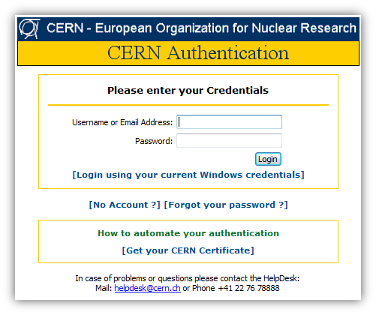 CERN - European Organization for Nuclear Research
CERN Authentication
Please enter your Credentials
Username or Email Address:
Password:
Login
[Login using your current Windows credentials]
[No Account ?] [Forgot your password ?]
How to automate your authentication
[Get your CERN Certificate]
In case of problems or questions please contact the HelpDesk:
Mail: helpdesk@cern.ch or Phone +41 22 76 78888